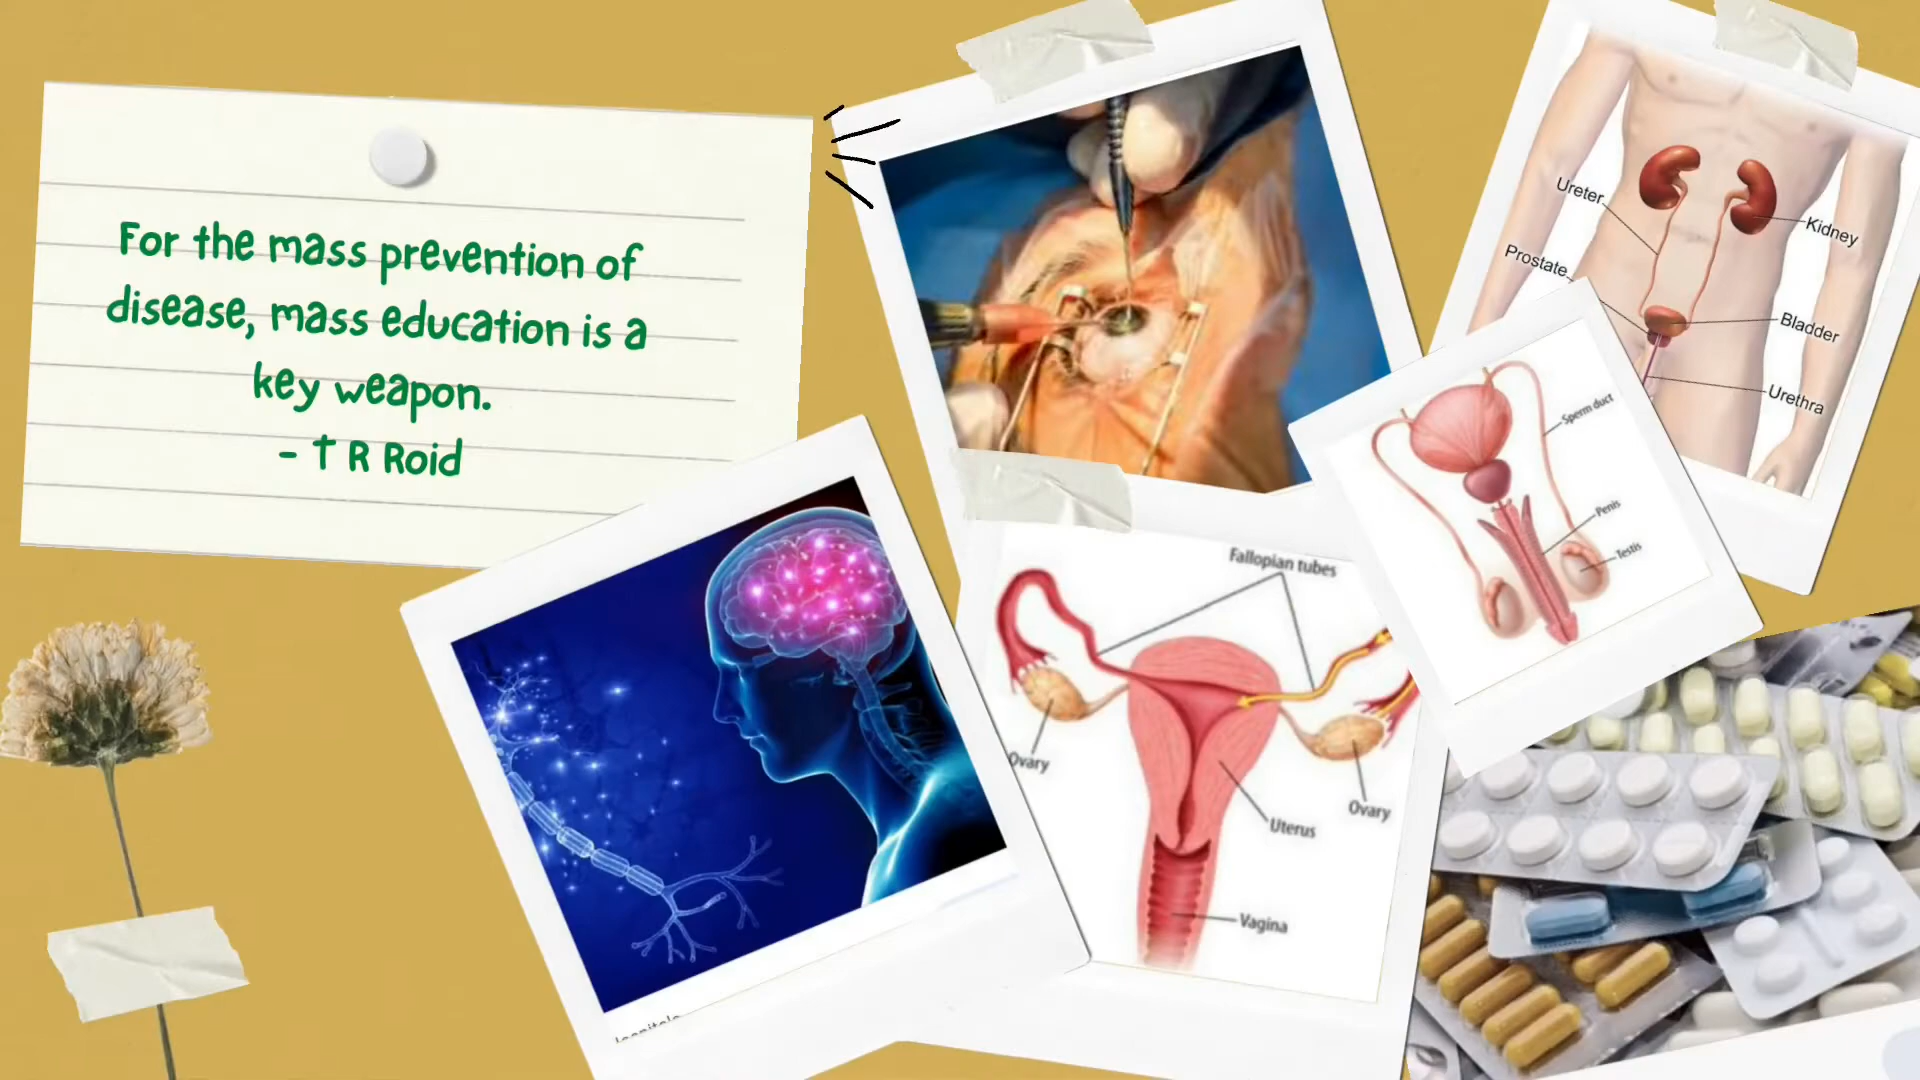 For the mass prevention of
disease, mass education is a
key weapon.
- T R Roid
Ureter
Kidney
Prostate
Bladder
Urethra
Sperm duct
Penis
Testis
Fallopian tubes
Ovary
Ovary
Uterus
Vagina